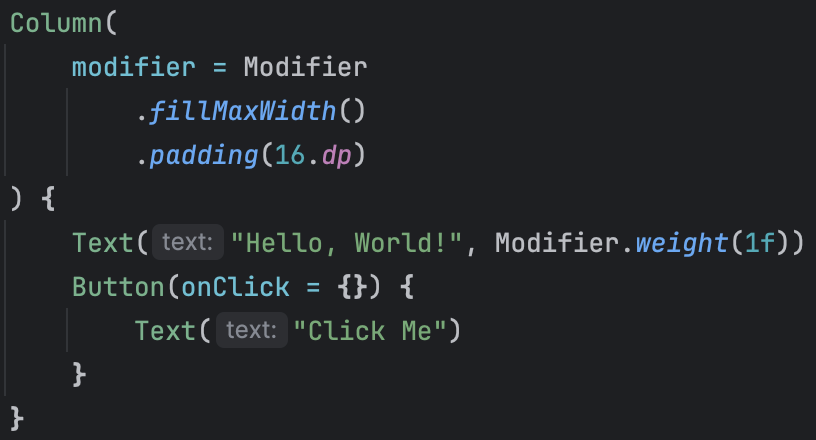 Column(
    modifier = Modifier
        .fillMaxWidth()
        .padding(16.dp)
) {
    Text( text: "Hello, World!", Modifier.weight(1f))
    Button(onClick = {}) {
        Text( text: "Click Me")
    }
}